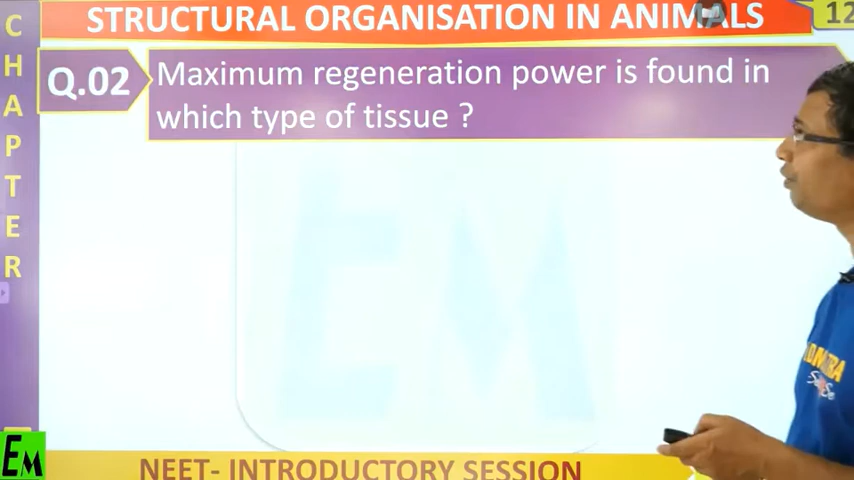 STRUCTURAL ORGANISATION IN ANIMALS
12
CHAPTER
Q.02
Maximum regeneration power is found in
which type of tissue ?
EM
EM
NEET- INTRODUCTORY SESSION